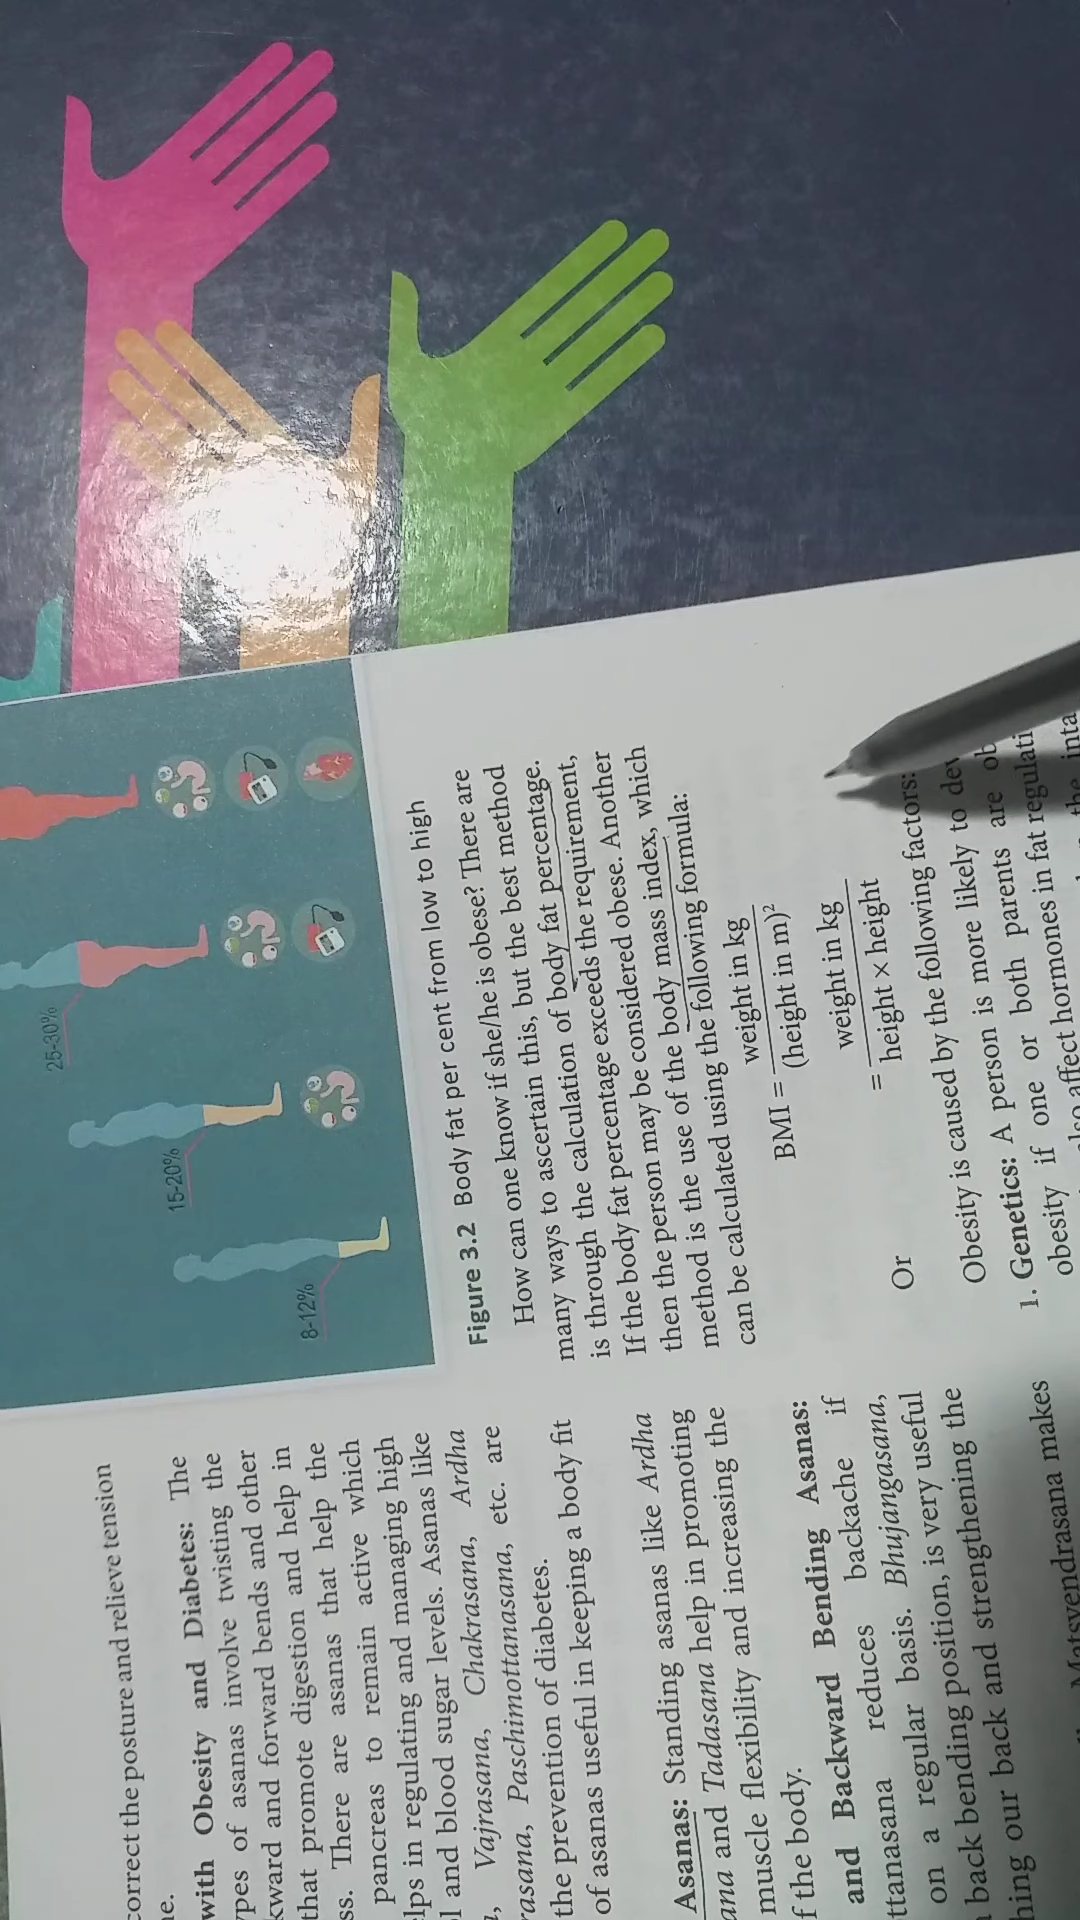 correct the posture and relieve tension
with Obesity and Diabetes: The
types of asanas involve twisting the
and forward bends and other
that promote digestion and help in
There are asanas that help the
pancreas to remain active which
in regulating and managing high
and blood sugar levels. Asanas like
Vajrasana, Chakrasana, Ardha
Paschimottanasana, etc. are
the prevention of diabetes.
of asanas useful in keeping a body fit
Asanas: Standing asanas like Ardha
and Tadasana help in promoting
muscle flexibility and increasing the
the body.
and Backward Bending Asanas:
reduces backache if
on a regular basis. Bhujangasana,
back bending position, is very useful
our back and strengthening the
Matsyendrasana makes
8-12%
15-20%
25-30%
Figure 3.2 Body fat per cent from low to high
How can one know if she/he is obese? There are
many ways to ascertain this, but the best method
is through the calculation of body fat percentage.
If the body fat percentage exceeds the requirement,
then the person may be considered obese. Another
method is the use of the body mass index, which
can be calculated using the following formula:
BMI = weight in kg
(height in m)²
Or
= weight in kg
height × height
Obesity is caused by the following factors:
1. Genetics: A person is more likely to
obesity if one or both parents are
affect hormones in fat
the